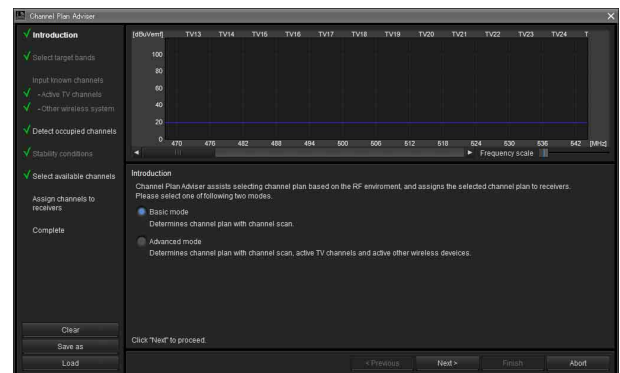 Channel Plan Adviser
Introduction
Select target bands
Input known channels
-Active TV channels
-Other wireless system
Detect occupied channels
Stability conditions
Select available channels
Assign channels to
receivers
Complete
Clear
Save as
Load
[dBuVemf] TV13 TV14 TV15 TV16 TV17 TV18 TV19 TV20 TV21 TV22 TV23 TV24 T
100
80
60
40
20
0
470 476 482 488 494 500 506 512 518 524 530 536 542 [MHz]
Frequency scale
Introduction
Channel Plan Adviser assists selecting channel plan based on the RF enviroment, and assigns the selected channel plan to receivers.
Please select one of following two modes.
Basic mode
Determines channel plan with channel scan.
Advanced mode
Determines channel plan with channel scan, active TV channels and active other wireless deveices.
Click "Next" to proceed.
< Previous Next > Finish Abort